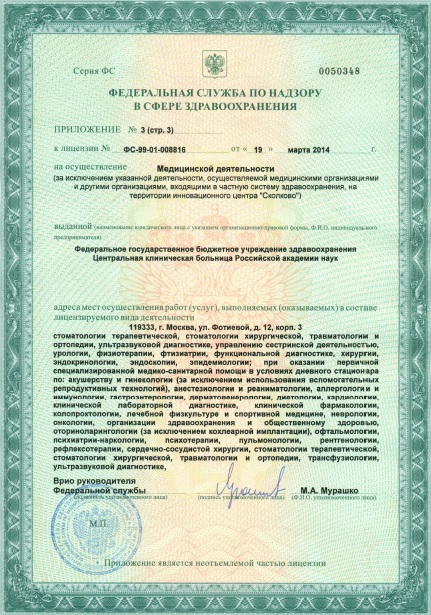 Серия ФС 0050348
ФЕДЕРАЛЬНАЯ СЛУЖБА ПО НАДЗОРУ
В СФЕРЕ ЗДРАВООХРАНЕНИЯ
ПРИЛОЖЕНИЕ № 3 (стр. 3)
к лицензии № ФС-99-01-008816 от « 19 » марта 2014 г.
на осуществление Медицинской деятельности
(за исключением указанной деятельности, осуществляемой медицинскими организациями
и другими организациями, входящими в частную систему здравоохранения, на
территории инновационного центра "Сколково")
выданной (наименование юридического лица с указанием организационно-правовой формы, Ф.И.О. индивидуального
предпринимателя)
Федеральное государственное бюджетное учреждение здравоохранения
Центральная клиническая больница Российской академии наук
адреса мест осуществления работ (услуг), выполняемых (оказываемых) в составе
лицензируемого вида деятельности
119333, г. Москва, ул. Фотиевой, д. 12, корп. 3
стоматологии терапевтической, стоматологии хирургической, травматологии и
ортопедии, ультразвуковой диагностике, управлению сестринской деятельностью,
урологии, физиотерапии, фтизиатрии, функциональной диагностике, хирургии,
эндокринологии, эндоскопии, эпидемиологии; при оказании первичной
специализированной медико-санитарной помощи в условиях дневного стационара
по: акушерству и гинекологии (за исключением использования вспомогательных
репродуктивных технологий), анестезиологии и реаниматологии, аллергологии и
иммунологии, гастроэнтерологии, дерматовенерологии, диетологии, кардиологии,
клинической лабораторной диагностике, клинической фармакологии,
колопроктологии, лечебной физкультуре и спортивной медицине, неврологии,
онкологии, организации здравоохранения и общественному здоровью,
оториноларингологии (за исключением кохлеарной имплантации), офтальмологии,
психиатрии-наркологии, психотерапии, пульмонологии, рентгенологии,
рефлексотерапии, сердечно-сосудистой хирургии, стоматологии терапевтической,
стоматологии хирургической, травматологии и ортопедии, трансфузиологии,
ультразвуковой диагностике,
Врио руководителя
Федеральной службы М.А. Мурашко
(должность уполномоченного лица) (подпись уполномоченного лица) (Ф.И.О. уполномоченного лица)
М.П.
Приложение является неотъемлемой частью лицензии